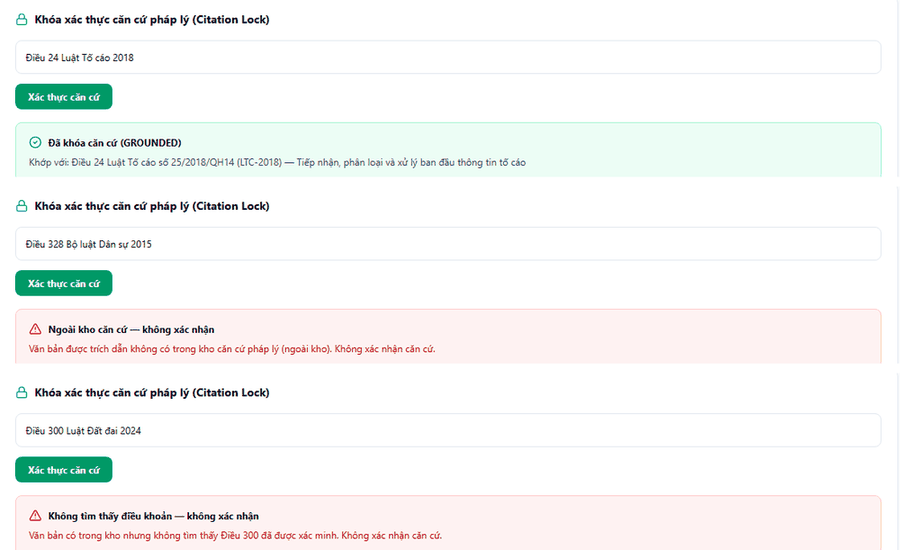 Khóa xác thực căn cứ pháp lý (Citation Lock)
Điều 24 Luật Tố cáo 2018
Xác thực căn cứ
Đã khóa căn cứ (GROUNDED)
Khớp với: Điều 24 Luật Tố cáo số 25/2018/QH14 (LTC-2018) — Tiếp nhận, phân loại và xử lý ban đầu thông tin tố cáo
Khóa xác thực căn cứ pháp lý (Citation Lock)
Điều 328 Bộ luật Dân sự 2015
Xác thực căn cứ
Ngoài kho căn cứ — không xác nhận
Văn bản được trích dẫn không có trong kho căn cứ pháp lý (ngoài kho). Không xác nhận căn cứ.
Khóa xác thực căn cứ pháp lý (Citation Lock)
Điều 300 Luật Đất đai 2024
Xác thực căn cứ
Không tìm thấy điều khoản — không xác nhận
Văn bản có trong kho nhưng không tìm thấy Điều 300 đã được xác minh. Không xác nhận căn cứ.